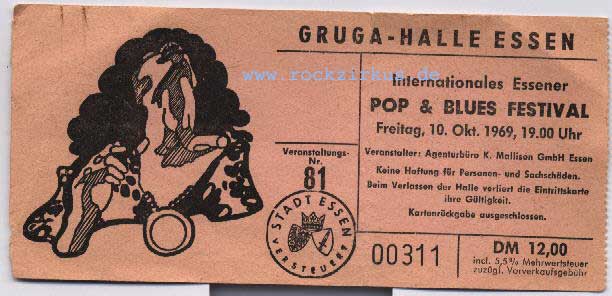 GRUGA-HALLE ESSEN
www.rockzirkus.de
Internationales Essener
POP & BLUES FESTIVAL
Freitag, 10. Okt. 1969, 19.00 Uhr
Veranstaltungs-
Nr.
81
Veranstalter: Agenturbüro K. Mallison GmbH Essen
Keine Haftung für Personen- und Sachschäden.
Beim Verlassen der Halle verliert die Eintrittskarte
ihre Gültigkeit.
Kartenrückgabe ausgeschlossen.
STADT ESSEN
VERSTEUERT
00311
DM 12,00
incl. 5,5% Mehrwertsteuer
zuzügl. Vorverkaufsgebühr